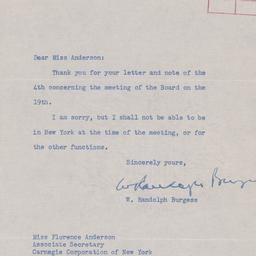 Dear Miss Anderson:
Thank you for your letter and note of the
4th concerning the meeting of the Board on the
19th.
I am sorry, but I shall not be able to be
in New York at the time of the meeting, or for
the other functions.
Sincerely yours,
W Randolph Burgess
W. Randolph Burgess
Miss Florence Anderson
Associate Secretary
Carnegie Corporation of New York